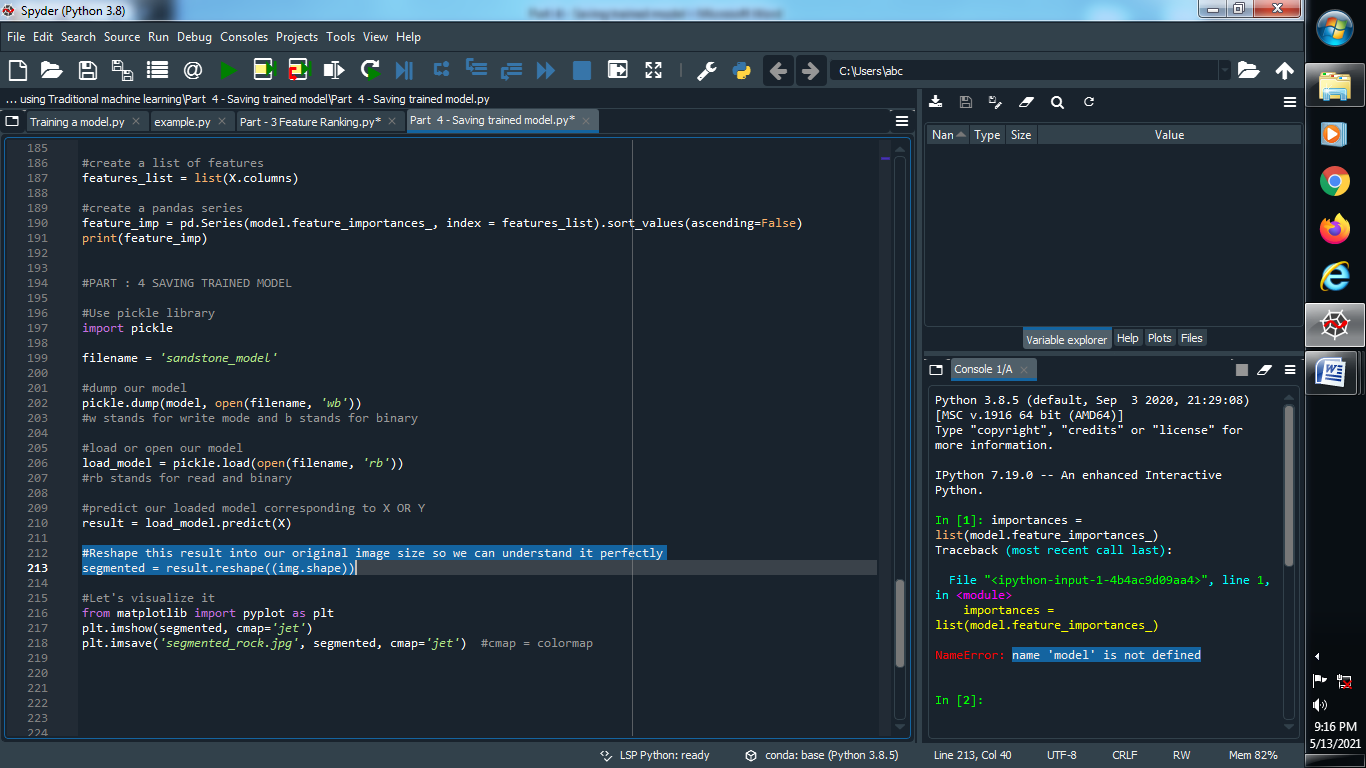 Spyder (Python 3.8)
File Edit Search Source Run Debug Consoles Projects Tools View Help
C:\Users\abc
... using Traditional machine learning\Part 4 - Saving trained model\Part 4 - Saving trained model.py
Training a model.py example.py Part - 3 Feature Ranking.py* Part 4 - Saving trained model.py*
185
186 #create a list of features
187 features_list = list(X.columns)
188
189 #create a pandas series
190 feature_imp = pd.Series(model.feature_importances_, index = features_list).sort_values(ascending=False)
191 print(feature_imp)
192
193
194 #PART : 4 SAVING TRAINED MODEL
195
196 #Use pickle library
197 import pickle
198
199 filename = 'sandstone_model'
200
201 #dump our model
202 pickle.dump(model, open(filename, 'wb'))
203 #w stands for write mode and b stands for binary
204
205 #load or open our model
206 load_model = pickle.load(open(filename, 'rb'))
207 #rb stands for read and binary
208
209 #predict our loaded model corresponding to X OR Y
210 result = load_model.predict(X)
211
212 #Reshape this result into our original image size so we can understand it perfectly
213 segmented = result.reshape((img.shape))
214
215 #Let's visualize it
216 from matplotlib import pyplot as plt
217 plt.imshow(segmented, cmap='jet')
218 plt.imsave('segmented_rock.jpg', segmented, cmap='jet') #cmap = colormap
219
220
221
222
223
224
Nan Type Size Value
Variable explorer Help Plots Files
Console 1/A
Python 3.8.5 (default, Sep 3 2020, 21:29:08)
[MSC v.1916 64 bit (AMD64)]
Type "copyright", "credits" or "license" for
more information.
IPython 7.19.0 -- An enhanced Interactive
Python.
In [1]: importances =
list(model.feature_importances_)
Traceback (most recent call last):
File "<ipython-input-1-4b4ac9d09aa4>", line 1,
in <module>
importances =
list(model.feature_importances_)
NameError: name 'model' is not defined
In [2]:
LSP Python: ready conda: base (Python 3.8.5) Line 213, Col 40 UTF-8 CRLF RW Mem 82%
9:16 PM
5/13/2021